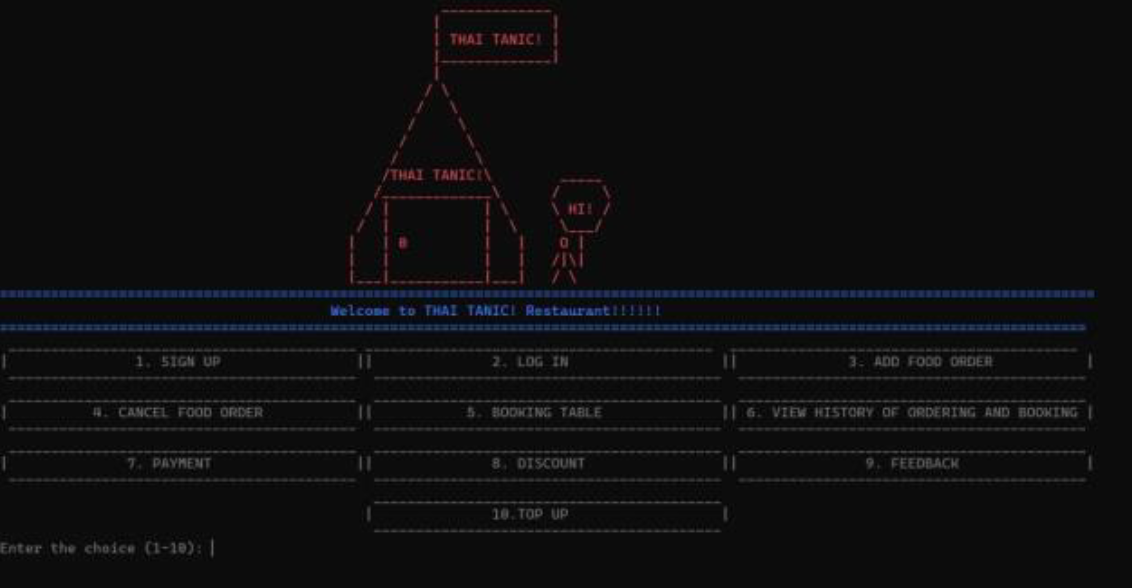 THAI TANIC!
THAI TANIC!
HI!
Welcome to THAI TANIC! Restaurant!!!!!!
1. SIGN UP
2. LOG IN
3. ADD FOOD ORDER
4. CANCEL FOOD ORDER
5. BOOKING TABLE
6. VIEW HISTORY OF ORDERING AND BOOKING
7. PAYMENT
8. DISCOUNT
9. FEEDBACK
10.TOP UP
Enter the choice (1-10):